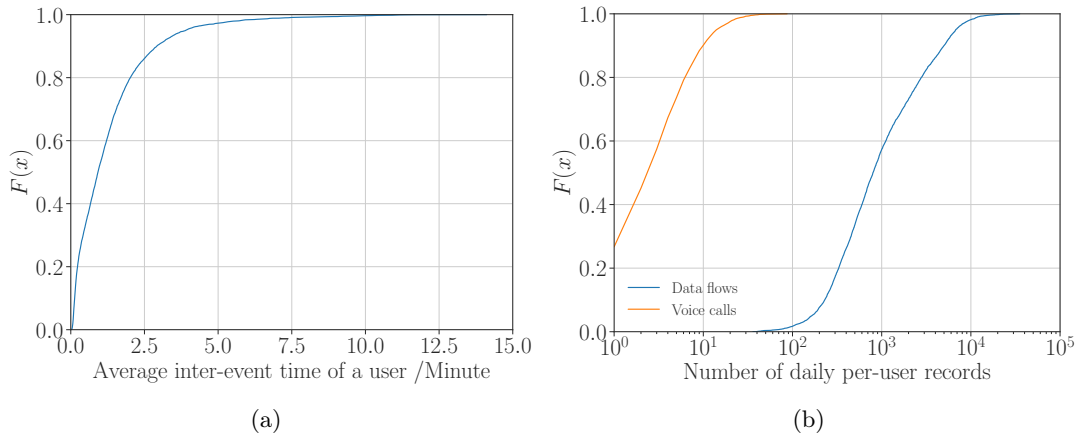 1.0
0.8
0.6
0.4
0.2
0.0
F(x)
0.0 2.5 5.0 7.5 10.0 12.5 15.0
Average inter-event time of a user /Minute
(a)
1.0
0.8
0.6
0.4
0.2
0.0
F(x)
Data flows
Voice calls
10^0 10^1 10^2 10^3 10^4 10^5
Number of daily per-user records
(b)